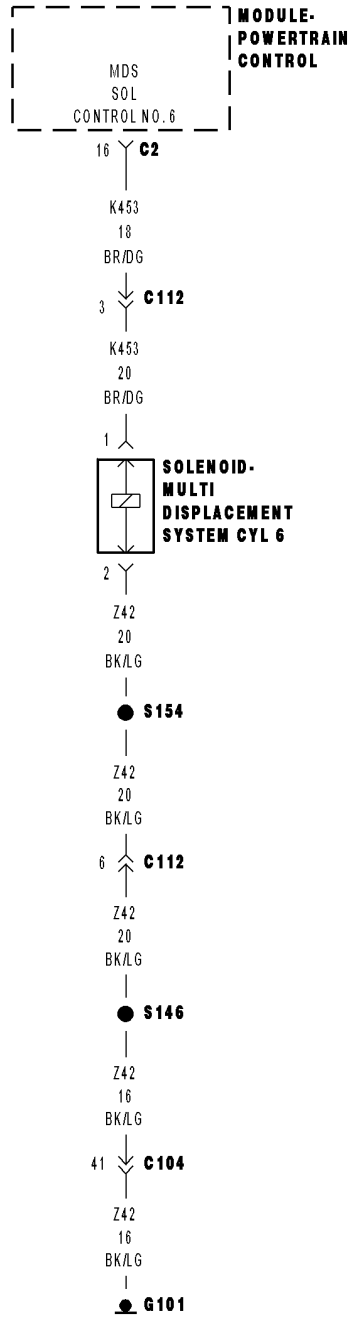 MODULE-
POWERTRAIN
CONTROL
MDS
SOL
CONTROL NO. 6
16 C2
K453
18
BR/DG
3 C112
K453
20
BR/DG
1
SOLENOID-
MULTI
DISPLACEMENT
SYSTEM CYL 6
2
Z42
20
BK/LG
S154
Z42
20
BK/LG
6 C112
Z42
20
BK/LG
S146
Z42
16
BK/LG
41 C104
Z42
16
BK/LG
G101